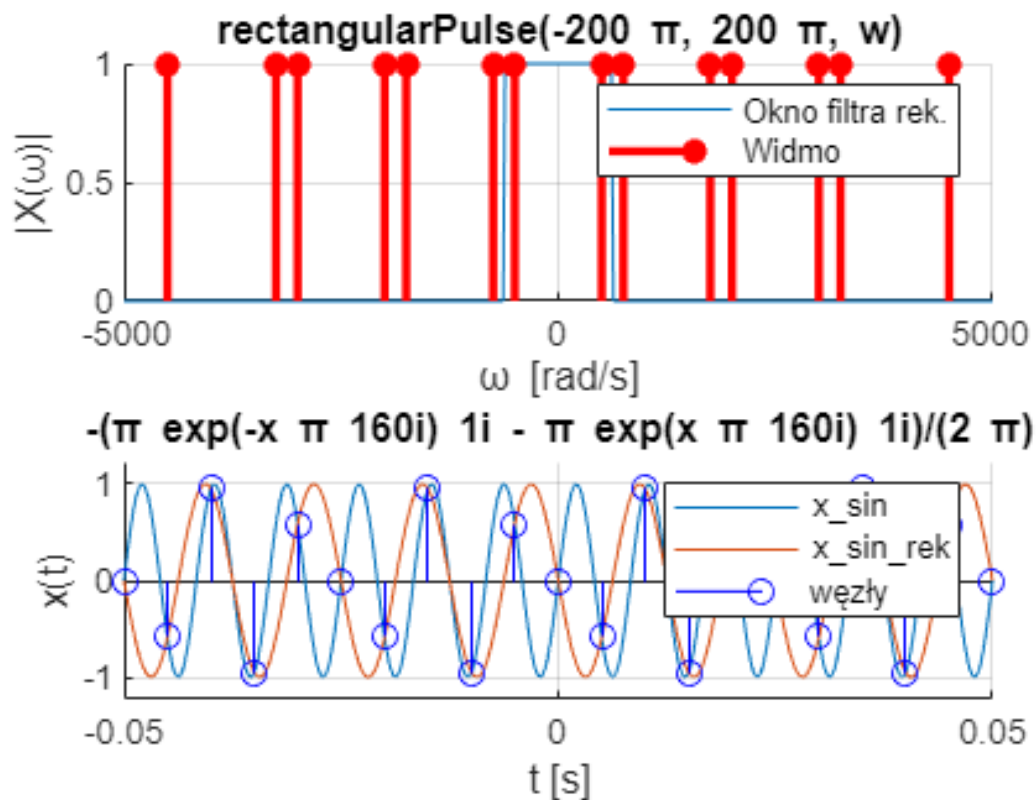 rectangularPulse(-200 π, 200 π, w)
1
0.5
0
|X(ω)|
Okno filtra rek.
Widmo
-5000
0
5000
ω [rad/s]
-(π exp(-x π 160i) 1i - π exp(x π 160i) 1i)/(2 π)
1
0
-1
x(t)
x_sin
x_sin_rek
węzły
-0.05
0
0.05
t [s]